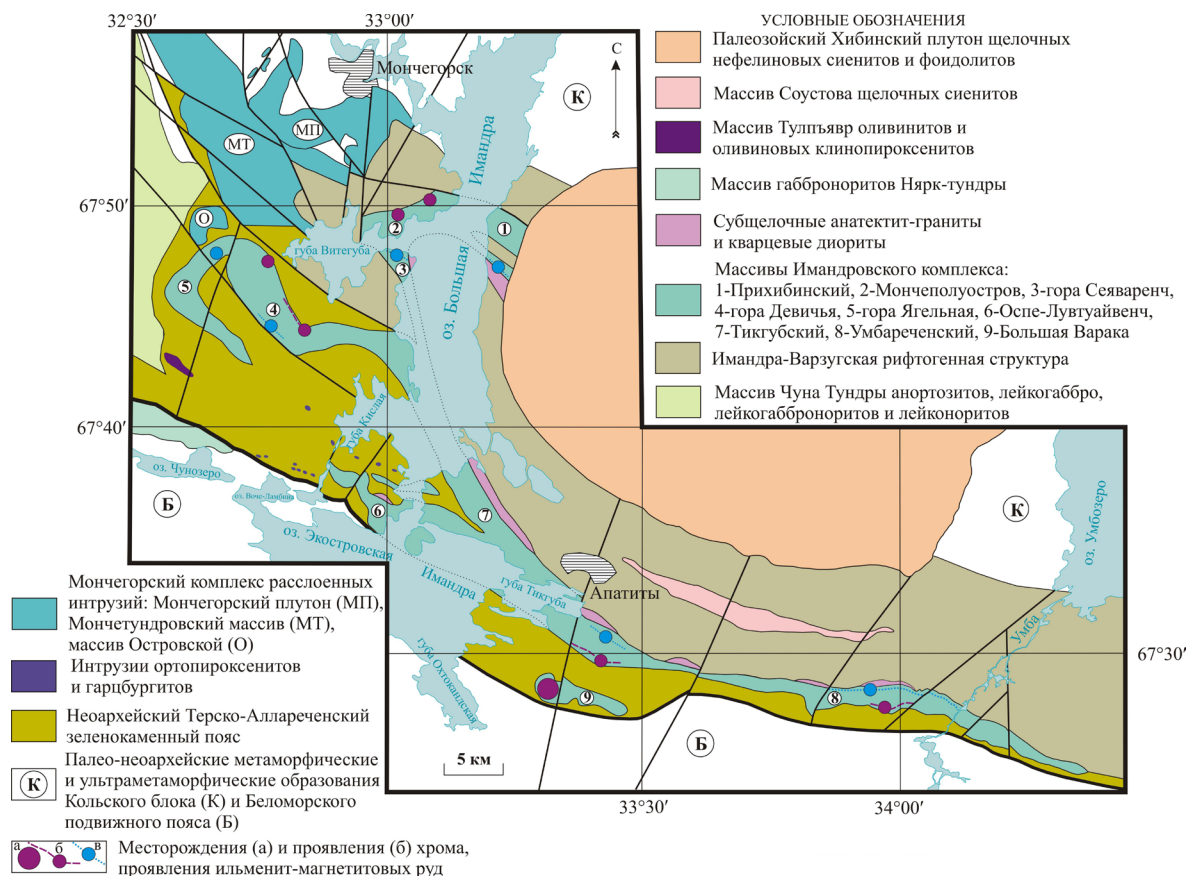 32°30′
33°00′
С
Мончегорск
К
МП
МТ
Имандра
67°50′
О
2
1
губа Витегуба
3
оз. Большая
5
4
67°40′
губа Кислая
оз. Чунозеро
оз. Воче-Ламбина
Б
6
7
К
оз. Умбозеро
оз. Экостровская
Имандра
губа Тикгуба
Апатиты
Умба
67°30′
губа Охтокандская
9
8
Б
5 км
33°30′
34°00′
УСЛОВНЫЕ ОБОЗНАЧЕНИЯ
Палеозойский Хибинский плутон щелочных
нефелиновых сиенитов и фоидолитов
Массив Соустова щелочных сиенитов
Массив Тулпъявр оливинитов и
оливиновых клинопироксенитов
Массив габброноритов Нярк-тундры
Субщелочные анатектит-граниты
и кварцевые диориты
Массивы Имандровского комплекса:
1-Прихибинский, 2-Мончеполуостров, 3-гора Сеяваренч,
4-гора Девичья, 5-гора Ягельная, 6-Оспе-Лувтуайвенч,
7-Тикгубский, 8-Умбареченский, 9-Большая Варака
Имандра-Варзугская рифтогенная структура
Массив Чуна Тундры анортозитов, лейкогаббро,
лейкогабброноритов и лейконоритов
Мончегорский комплекс расслоенных
интрузий: Мончегорский плутон (МП),
Мончетундровский массив (МТ),
массив Островской (О)
Интрузии ортопироксенитов
и гарцбургитов
Неоархейский Терско-Аллареченский
зеленокаменный пояс
К
Палео-неоархейские метаморфические
и ультраметаморфические образования
Кольского блока (К) и Беломорского
подвижного пояса (Б)
а б в
Месторождения (а) и проявления (б) хрома,
проявления ильменит-магнетитовых руд